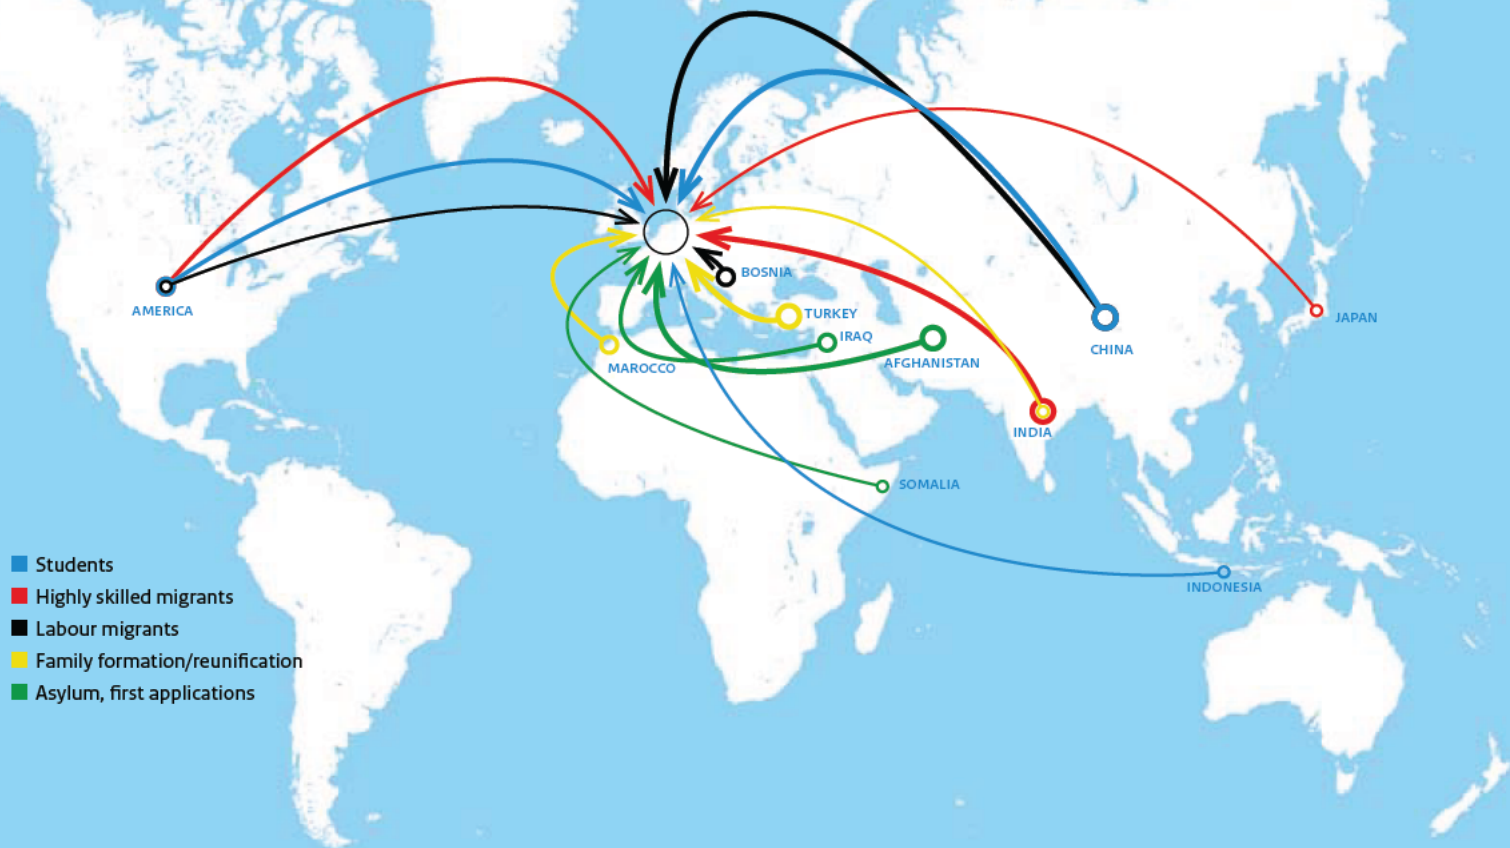 AMERICA
BOSNIA
TURKEY
IRAQ
AFGHANISTAN
MAROCCO
JAPAN
CHINA
INDIA
SOMALIA
INDONESIA
Students
Highly skilled migrants
Labour migrants
Family formation/reunification
Asylum, first applications